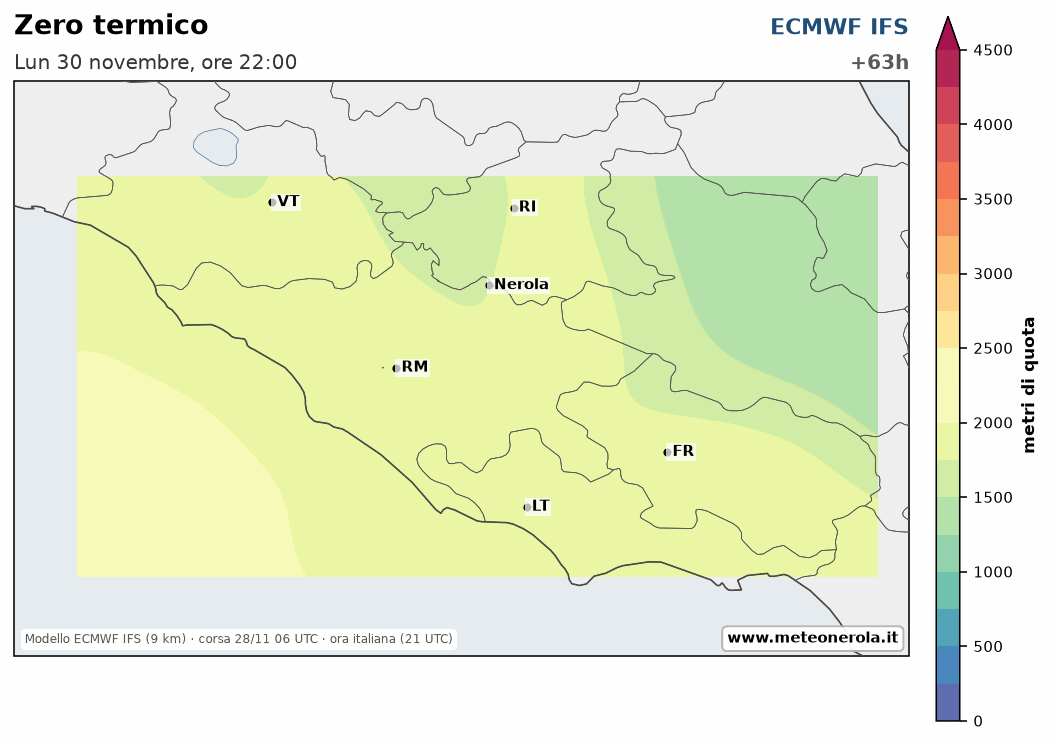 Zero termico
ECMWF IFS
Lun 30 novembre, ore 22:00
+63h
VT
RI
Nerola
RM
FR
LT
4500
4000
3500
3000
2500
2000
1500
1000
500
0
metri di quota
Modello ECMWF IFS (9 km) · corsa 28/11 06 UTC · ora italiana (21 UTC)
www.meteonerola.it